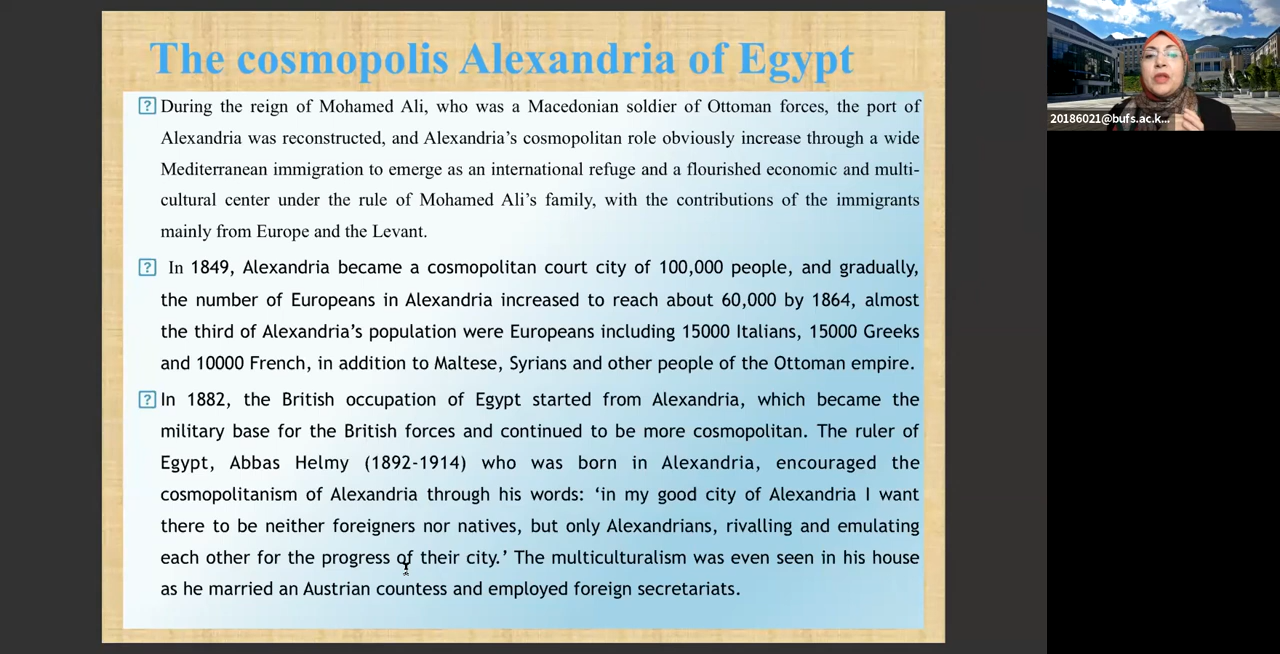 The cosmopolis Alexandria of Egypt
20186021@bufs.ac.k...
During the reign of Mohamed Ali, who was a Macedonian soldier of Ottoman forces, the port of
Alexandria was reconstructed, and Alexandria’s cosmopolitan role obviously increase through a wide
Mediterranean immigration to emerge as an international refuge and a flourished economic and multi-
cultural center under the rule of Mohamed Ali’s family, with the contributions of the immigrants
mainly from Europe and the Levant.
In 1849, Alexandria became a cosmopolitan court city of 100,000 people, and gradually,
the number of Europeans in Alexandria increased to reach about 60,000 by 1864, almost
the third of Alexandria’s population were Europeans including 15000 Italians, 15000 Greeks
and 10000 French, in addition to Maltese, Syrians and other people of the Ottoman empire.
In 1882, the British occupation of Egypt started from Alexandria, which became the
military base for the British forces and continued to be more cosmopolitan. The ruler of
Egypt, Abbas Helmy (1892-1914) who was born in Alexandria, encouraged the
cosmopolitanism of Alexandria through his words: ‘in my good city of Alexandria I want
there to be neither foreigners nor natives, but only Alexandrians, rivalling and emulating
each other for the progress of their city.’ The multiculturalism was even seen in his house
as he married an Austrian countess and employed foreign secretariats.